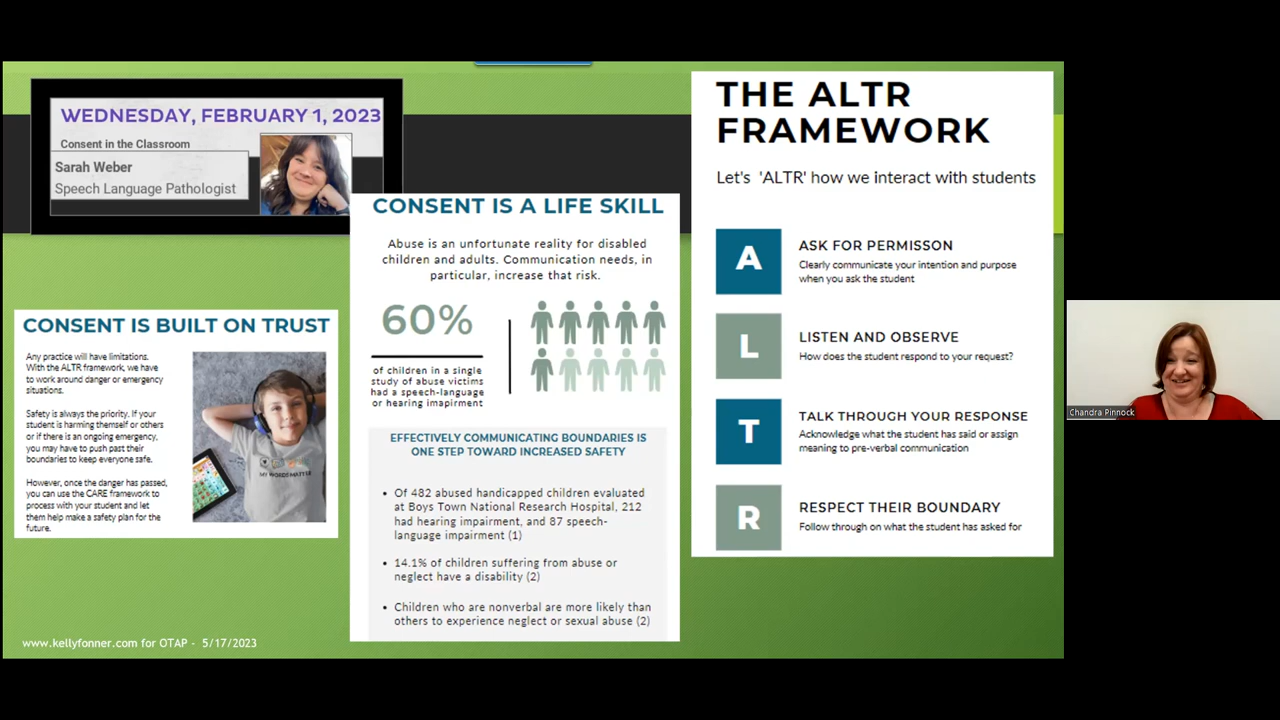 WEDNESDAY, FEBRUARY 1, 2023
Consent in the Classroom
Sarah Weber
Speech Language Pathologist
CONSENT IS BUILT ON TRUST
Any practice will have limitations.
With the ALTR framework, we have
to work around danger or emergency
situations.
Safety is always the priority. If your
student is harming themself or others
or if there is an ongoing emergency,
you may have to push past their
boundaries to keep everyone safe.
However, once the danger has passed,
you can use the CARE framework to
process with your student and let
them help make a safety plan for the
future.
MY WORDS MATTER
CONSENT IS A LIFE SKILL
Abuse is an unfortunate reality for disabled
children and adults. Communication needs, in
particular, increase that risk.
60%
of children in a single
study of abuse victims
had a speech-language
or hearing impairment
EFFECTIVELY COMMUNICATING BOUNDARIES IS
ONE STEP TOWARD INCREASED SAFETY
• Of 482 abused handicapped children evaluated
at Boys Town National Research Hospital, 212
had hearing impairment, and 87 speech-
language impairment (1)
• 14.1% of children suffering from abuse or
neglect have a disability (2)
• Children who are nonverbal are more likely than
others to experience neglect or sexual abuse (2)
THE ALTR
FRAMEWORK
Let's 'ALTR' how we interact with students
A
ASK FOR PERMISSON
Clearly communicate your intention and purpose
when you ask the student
L
LISTEN AND OBSERVE
How does the student respond to your request?
T
TALK THROUGH YOUR RESPONSE
Acknowledge what the student has said or assign
meaning to pre-verbal communication
R
RESPECT THEIR BOUNDARY
Follow through on what the student has asked for
www.kellyfonner.com for OTAP - 5/17/2023
Chandra Pinnock